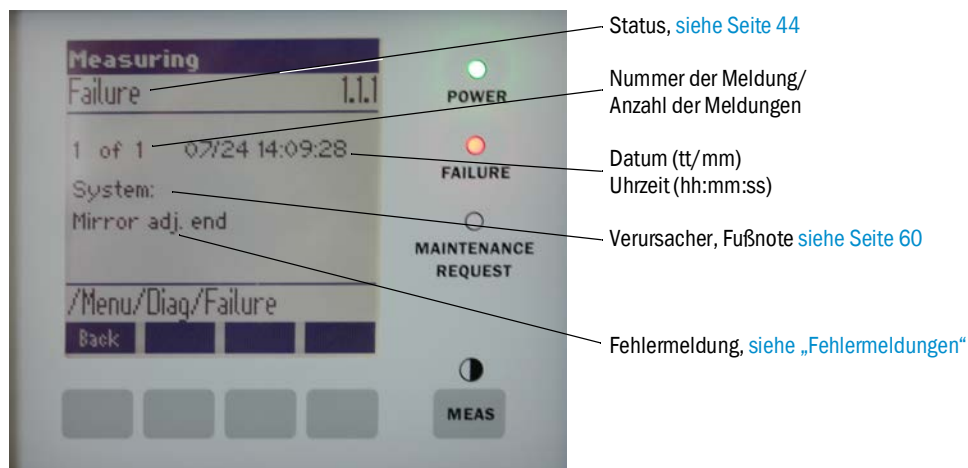 Measuring
Failure 1.1.1
1 of 1 07/24 14:09:28
System:
Mirror adj. end
/Menu/Diag/Failure
Back
POWER
FAILURE
MAINTENANCE
REQUEST
MEAS
Status, siehe Seite 44
Nummer der Meldung/
Anzahl der Meldungen
Datum (tt/mm)
Uhrzeit (hh:mm:ss)
Verursacher, Fußnote siehe Seite 60
Fehlermeldung, siehe „Fehlermeldungen“